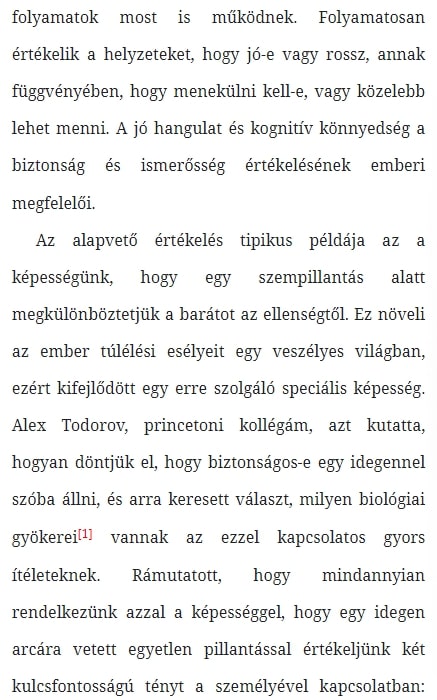 folyamatok most is működnek. Folyamatosan
értékelik a helyzeteket, hogy jó-e vagy rossz, annak
függvényében, hogy menekülni kell-e, vagy közelebb
lehet menni. A jó hangulat és kognitív könnyedség a
biztonság és ismerősség értékelésének emberi
megfelelői.
Az alapvető értékelés tipikus példája az a
képességünk, hogy egy szempillantás alatt
megkülönböztetjük a barátot az ellenségtől. Ez növeli
az ember túlélési esélyeit egy veszélyes világban,
ezért kifejlődött egy erre szolgáló speciális képesség.
Alex Todorov, princetoni kollégám, azt kutatta,
hogyan döntjük el, hogy biztonságos-e egy idegennel
szóba állni, és arra keresett választ, milyen biológiai
gyökerei[1] vannak az ezzel kapcsolatos gyors
ítéleteknek. Rámutatott, hogy mindannyian
rendelkezünk azzal a képességgel, hogy egy idegen
arcára vetett egyetlen pillantással értékeljünk két
kulcsfontosságú tényt a személyével kapcsolatban: